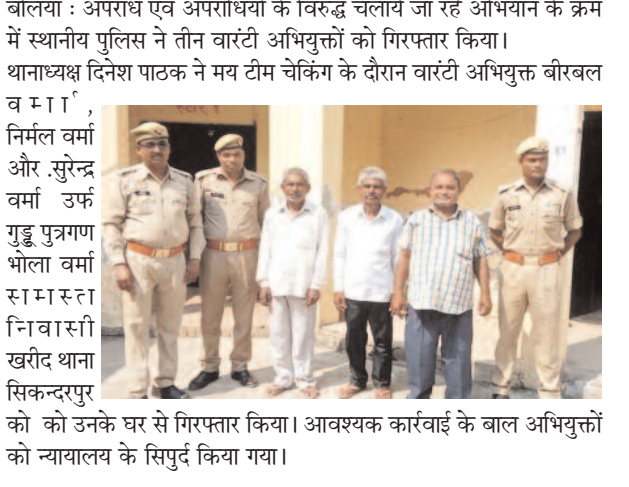 बलिया : अपराध एवं अपराधियों के विरुद्ध चलाये जा रहे अभियान के क्रम
में स्थानीय पुलिस ने तीन वारंटी अभियुक्तों को गिरफ्तार किया।
थानाध्यक्ष दिनेश पाठक ने मय टीम चेकिंग के दौरान वारंटी अभियुक्त बीरबल
वर्मा ,
निर्मल वर्मा
और .सुरेन्द्र
वर्मा उर्फ
गुड्डू पुत्रगण
भोला वर्मा
समस्त
निवासी
खरीद थाना
सिकन्दरपुर
को को उनके घर से गिरफ्तार किया। आवश्यक कार्रवाई के बाल अभियुक्तों
को न्यायालय के सिपुर्द किया गया।